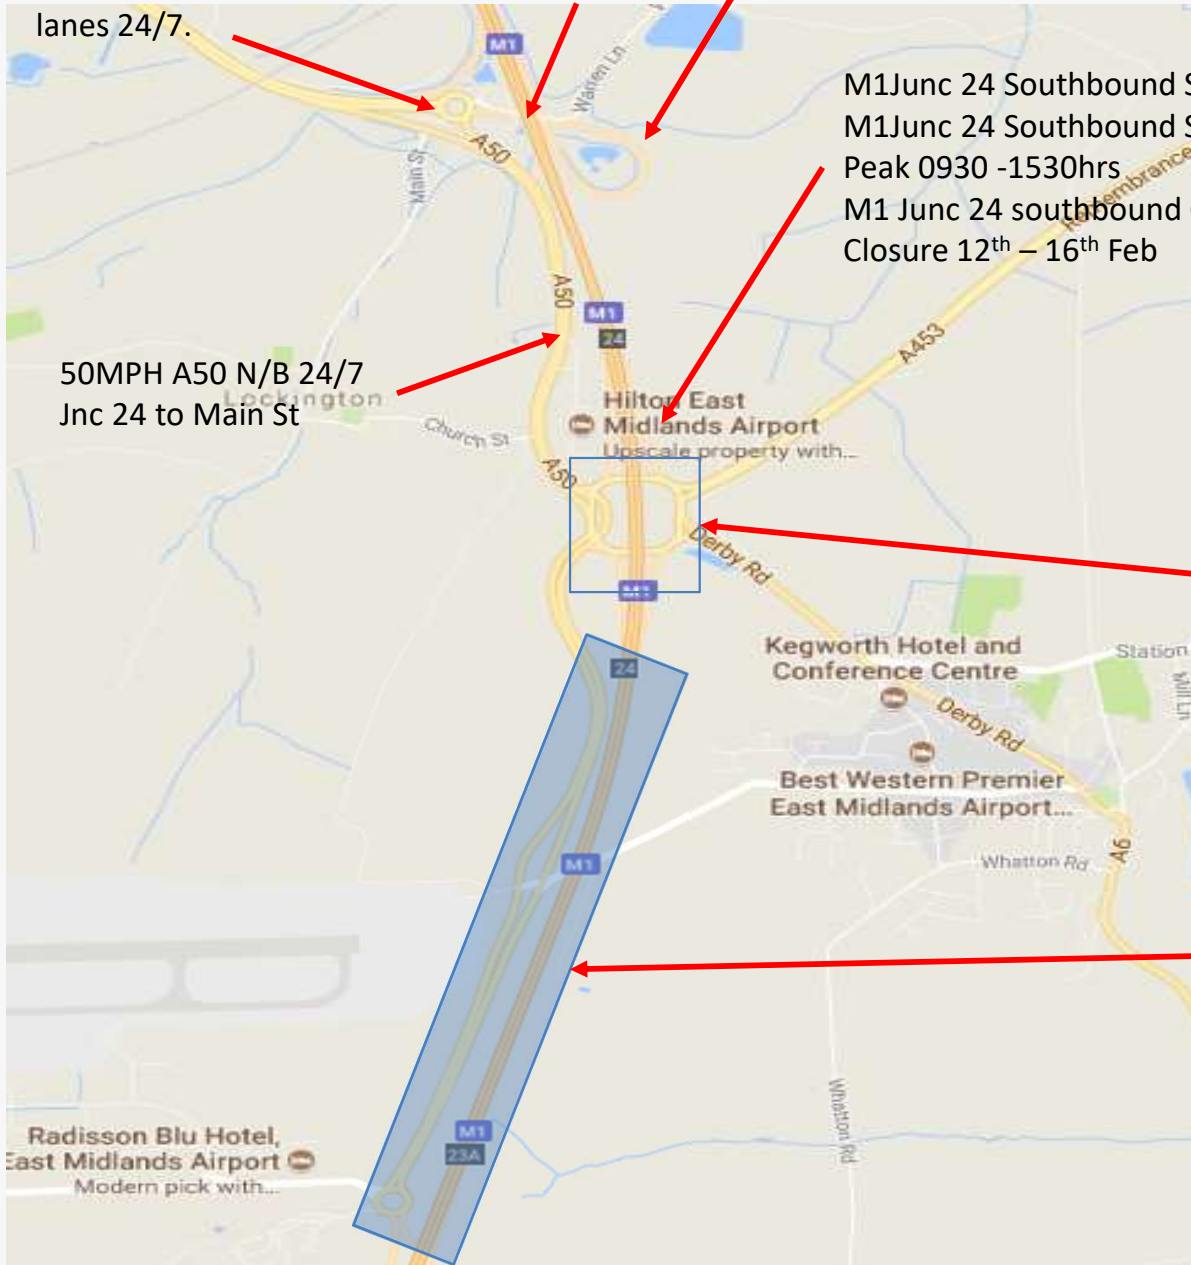 lanes 24/7.
M1
Warren Ln
M1Junc 24 Southbound S
M1Junc 24 Southbound S
Peak 0930 -1530hrs
M1 Junc 24 southbound
Closure 12th – 16th Feb
Remembrance
A50
Main St
M1
A50
M1
24
A453
50MPH A50 N/B 24/7
Jnc 24 to Main St
Lockington
Hilton East
Midlands Airport
Upscale property with...
Church St
A50
Derby Rd
M1
Kegworth Hotel and
Conference Centre
Station
24
Mill Ln
Derby Rd
Best Western Premier
East Midlands Airport...
M1
Whatton Rd
A6
Whatton Rd
Radisson Blu Hotel,
East Midlands Airport
Modern pick with...
M1
23A